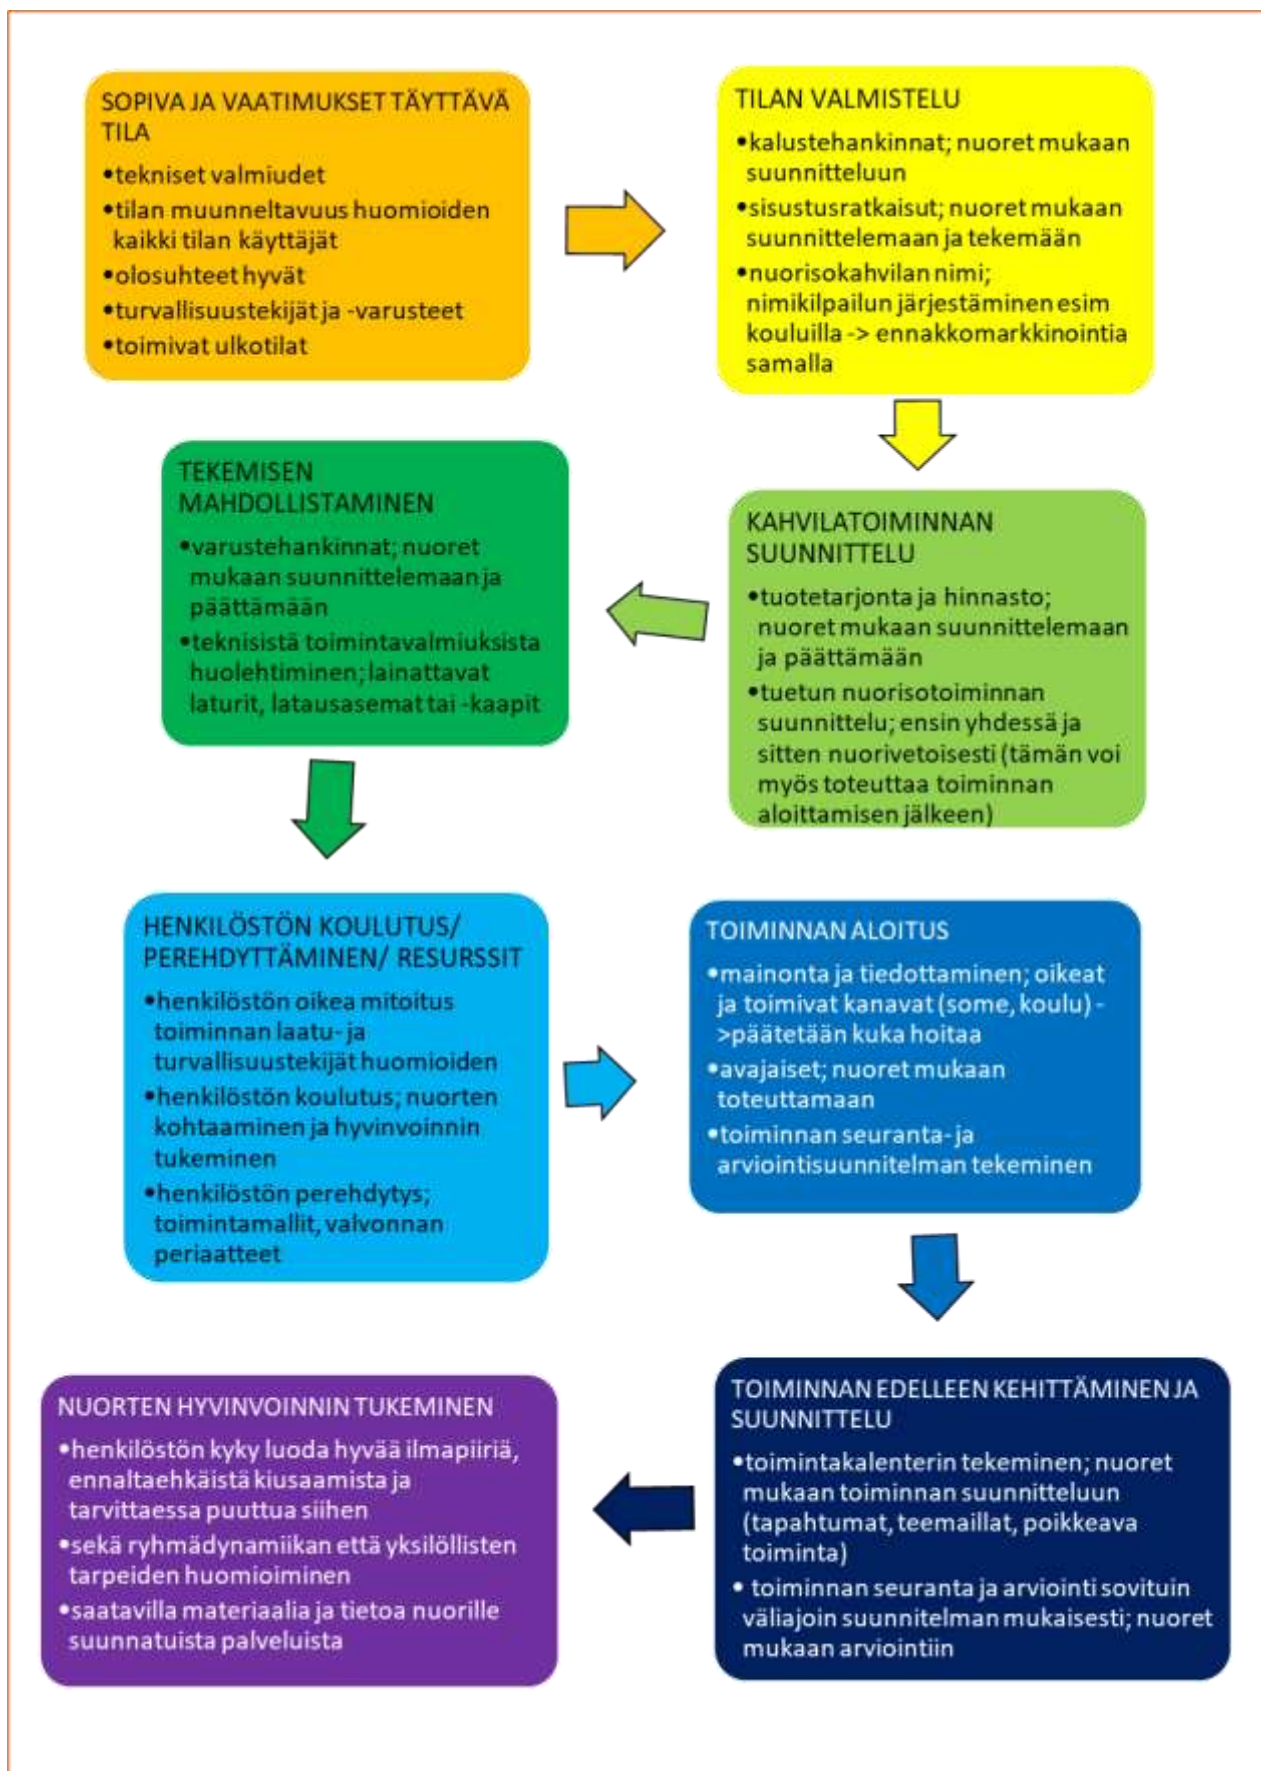 SOPIVA JA VAATIMUKSET TÄYTTÄVÄ
TILA
•tekniset valmiudet
•tilan muunneltavuus huomioiden
kaikki tilan käyttäjät
•olosuhteet hyvät
•turvallisuustekijät ja -varusteet
•toimivat ulkotilat
TILAN VALMISTELU
•kalustehankinnat; nuoret mukaan
suunnitteluun
•sisustusratkaisut; nuoret mukaan
suunnittelemaan ja tekemään
•nuorisokahvilan nimi;
nimikilpailun järjestäminen esim
kouluilla -> ennakkomarkkinointia
samalla
KAHVILATOIMINNAN
SUUNNITTELU
•tuotetarjonta ja hinnasto;
nuoret mukaan suunnittelemaan
ja päättämään
•tuetun nuorisotoiminnan
suunnittelu; ensin yhdessä ja
sitten nuorivetoisesti (tämän voi
myös toteuttaa toiminnan
aloittamisen jälkeen)
TEKEMISEN
MAHDOLLISTAMINEN
•varustehankinnat; nuoret
mukaan suunnittelemaan ja
päättämään
•teknisistä toimintavalmiuksista
huolehtiminen; lainattavat
laturit, latausasemat tai -kaapit
HENKILÖSTÖN KOULUTUS/
PEREHDYTTÄMINEN/ RESURSSIT
•henkilöstön oikea mitoitus
toiminnan laatu- ja
turvallisuustekijät huomioiden
•henkilöstön koulutus; nuorten
kohtaaminen ja hyvinvoinnin
tukeminen
•henkilöstön perehdytys;
toimintamallit, valvonnan
periaatteet
TOIMINNAN ALOITUS
•mainonta ja tiedottaminen; oikeat
ja toimivat kanavat (some, koulu) -
>päätetään kuka hoitaa
•avajaiset; nuoret mukaan
toteuttamaan
•toiminnan seuranta- ja
arviointisuunnitelman tekeminen
TOIMINNAN EDELLEEN KEHITTÄMINEN JA
SUUNNITTELU
•toimintakalenterin tekeminen; nuoret
mukaan toiminnan suunnitteluun
(tapahtumat, teemaillat, poikkeava
toiminta)
• toiminnan seuranta ja arviointi sovituin
väliajoin suunnitelman mukaisesti; nuoret
mukaan arviointiin
NUORTEN HYVINVOINNIN TUKEMINEN
•henkilöstön kyky luoda hyvää ilmapiiriä,
ennaltaehkäistä kiusaamista ja
tarvittaessa puuttua siihen
•sekä ryhmädynamiikan että yksilöllisten
tarpeiden huomioiminen
•saatavilla materiaalia ja tietoa nuorille
suunnatuista palveluista